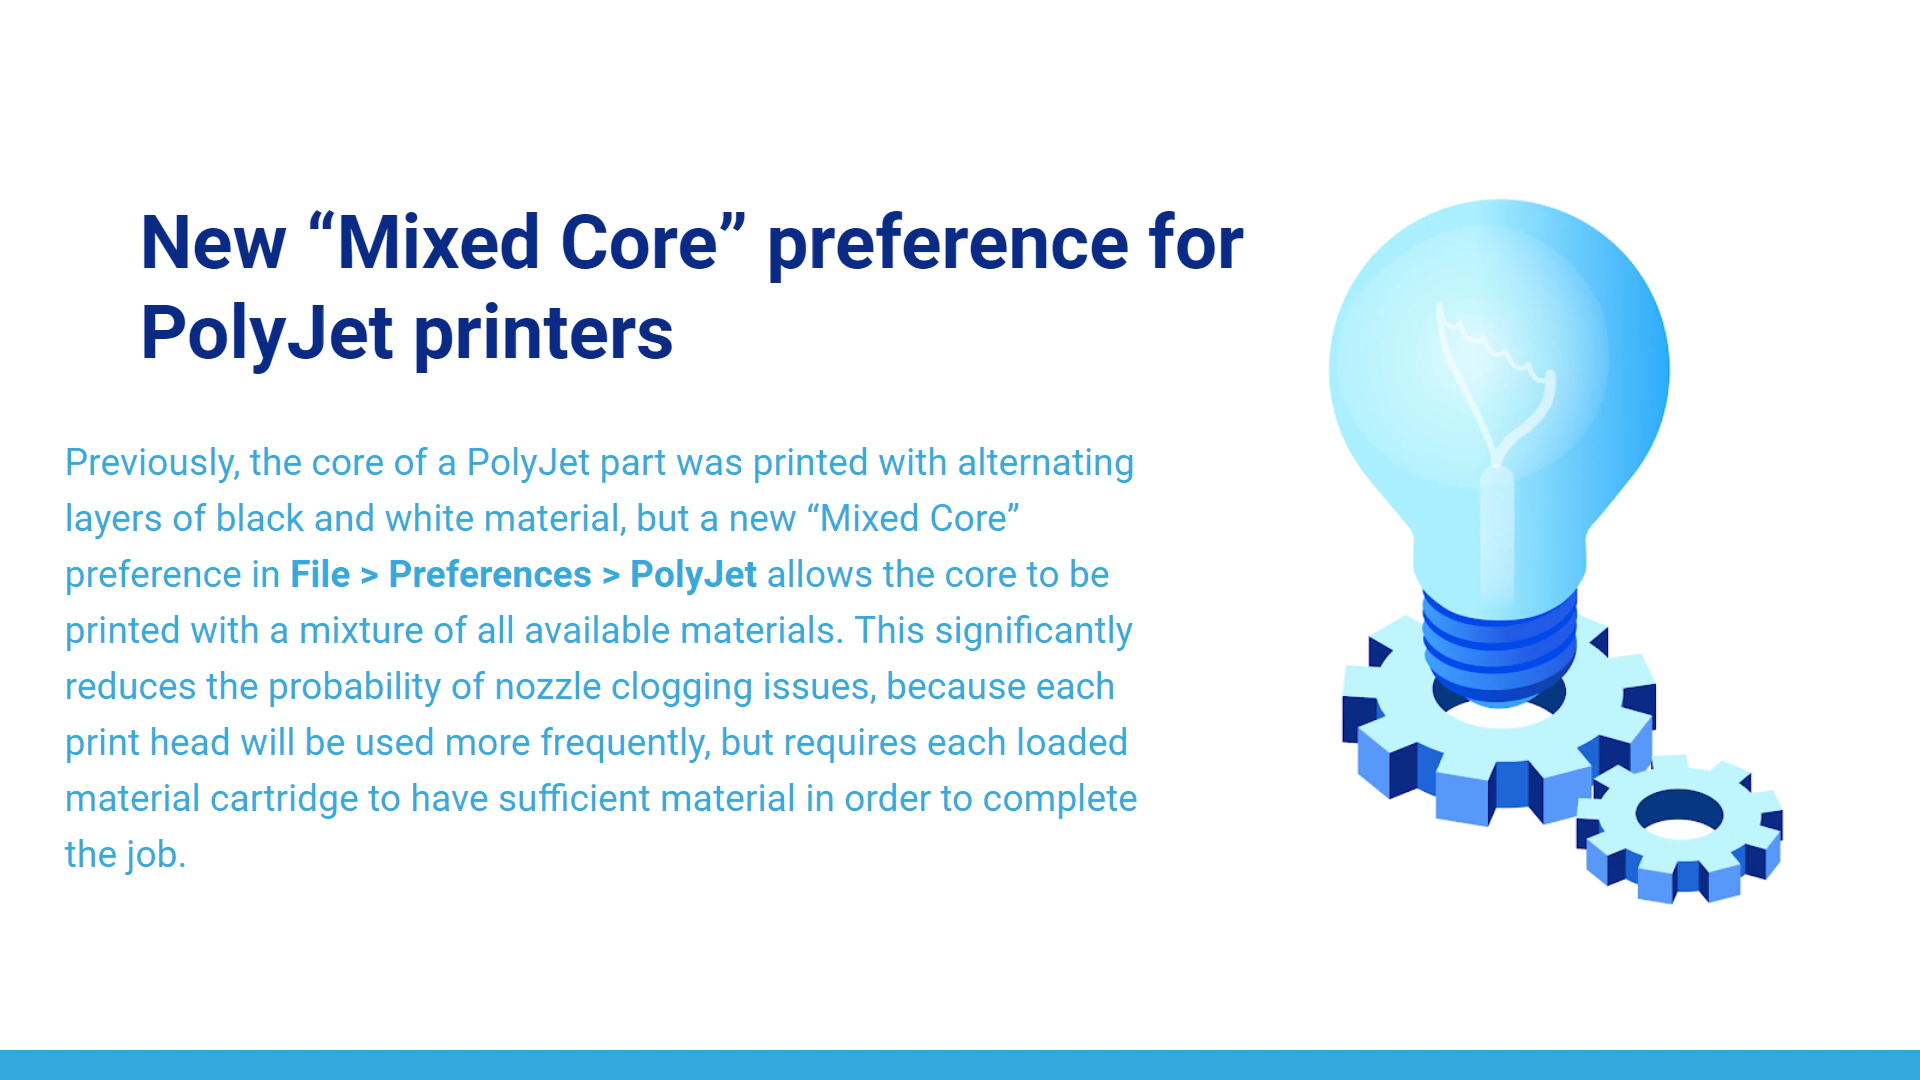 New “Mixed Core” preference for
PolyJet printers
Previously, the core of a PolyJet part was printed with alternating
layers of black and white material, but a new “Mixed Core”
preference in File > Preferences > PolyJet allows the core to be
printed with a mixture of all available materials. This significantly
reduces the probability of nozzle clogging issues, because each
print head will be used more frequently, but requires each loaded
material cartridge to have sufficient material in order to complete
the job.